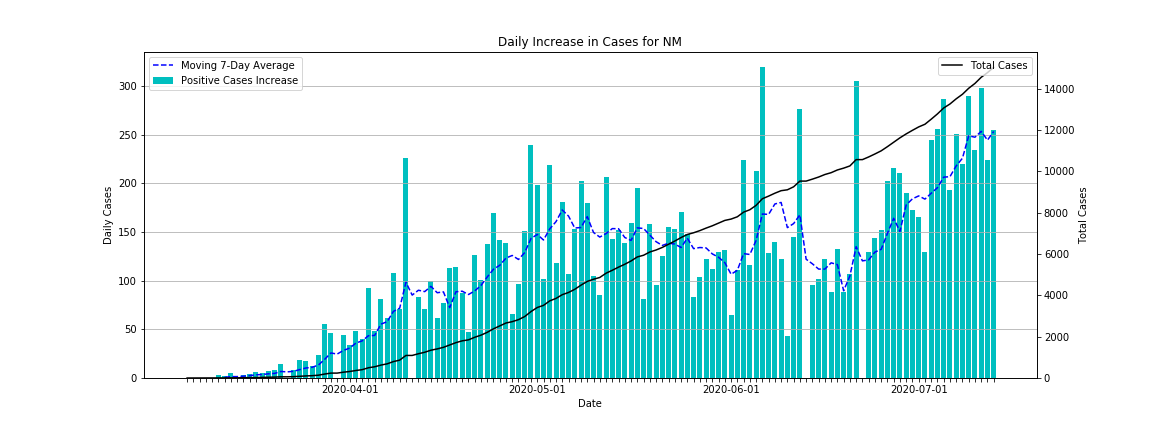 Daily Increase in Cases for NM
Moving 7-Day Average
Positive Cases Increase
Total Cases
Daily Cases
300
250
200
150
100
50
0
14000
12000
10000
8000
6000
4000
2000
0
Total Cases
2020-04-01
2020-05-01
2020-06-01
2020-07-01
Date